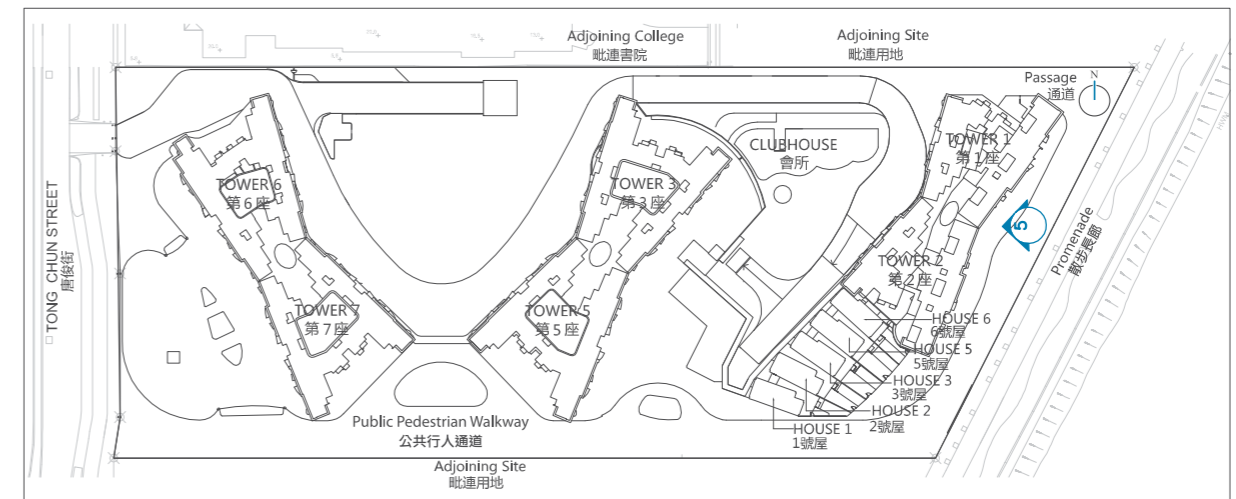 Adjoining College
毗連書院
Adjoining Site
毗連用地
Passage
通道
N
CLUBHOUSE
會所
TOWER 1
第1座
TOWER 6
第6座
TOWER 3
第3座
5
TONG CHUN STREET
唐俊街
Promenade
散步長廊
TOWER 2
第2座
TOWER 7
第7座
TOWER 5
第5座
HOUSE 6
6號屋
HOUSE 5
5號屋
HOUSE 3
3號屋
HOUSE 2
2號屋
HOUSE 1
1號屋
Public Pedestrian Walkway
公共行人通道
Adjoining Site
毗連用地